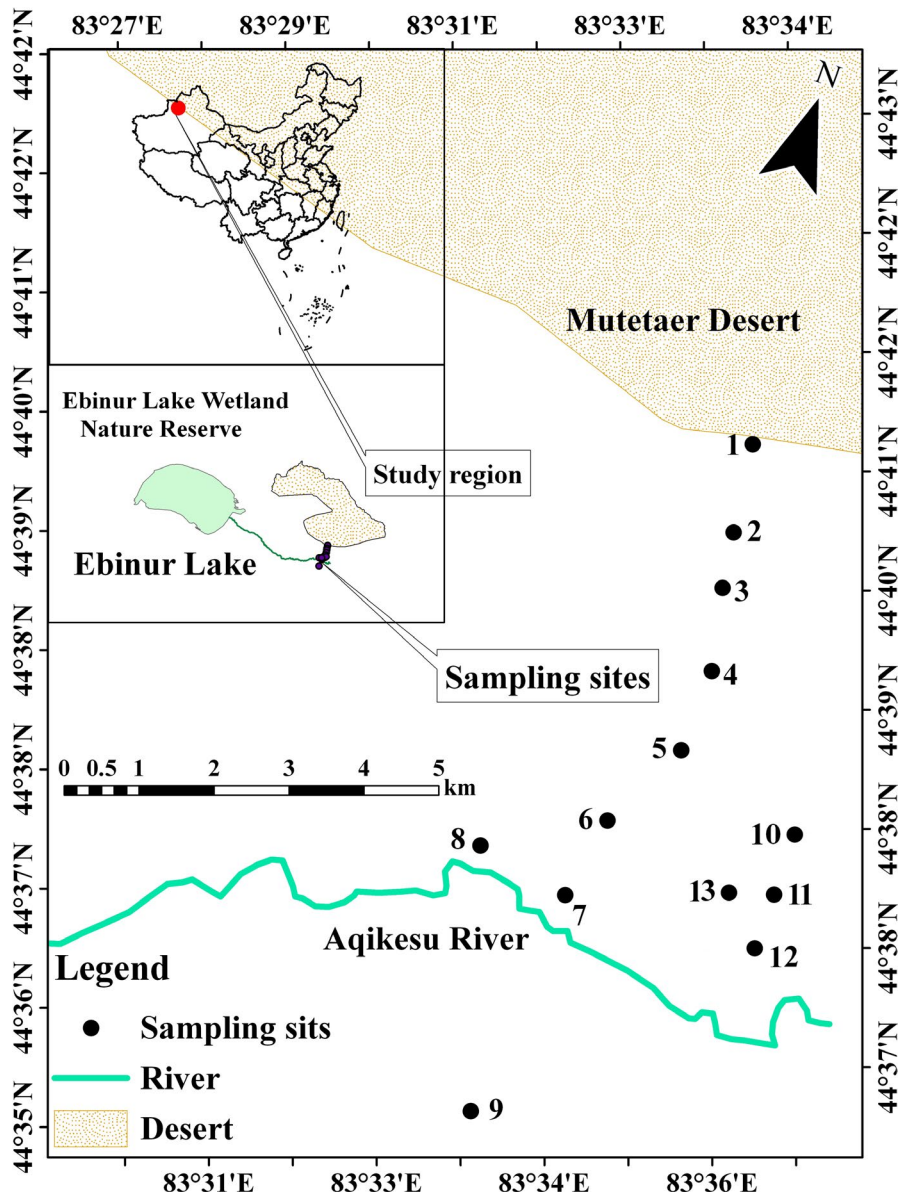 83°27'E 83°29'E 83°31'E 83°33'E 83°34'E
44°42'N
44°42'N
44°41'N
44°40'N
44°39'N
44°38'N
44°38'N
44°37'N
44°36'N
44°35'N
N
44°43'N
44°42'N
44°42'N
44°41'N
44°40'N
44°39'N
44°38'N
44°38'N
44°37'N
Mutetaer Desert
Ebinur Lake Wetland
Nature Reserve
Study region
Ebinur Lake
Sampling sites
1
2
3
4
5
6
7
8
9
10
11
12
13
0 0.5 1 2 3 4 5
km
Aqikesu River
Legend
Sampling sits
River
Desert
83°31'E 83°33'E 83°34'E 83°36'E